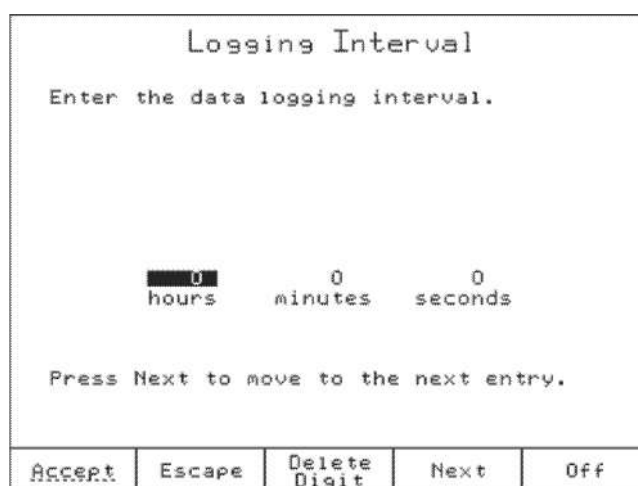 Logging Interval
Enter the data logging interval.
0 0 0
hours minutes seconds
Press Next to move to the next entry.
Accept Escape Delete Digit Next Off